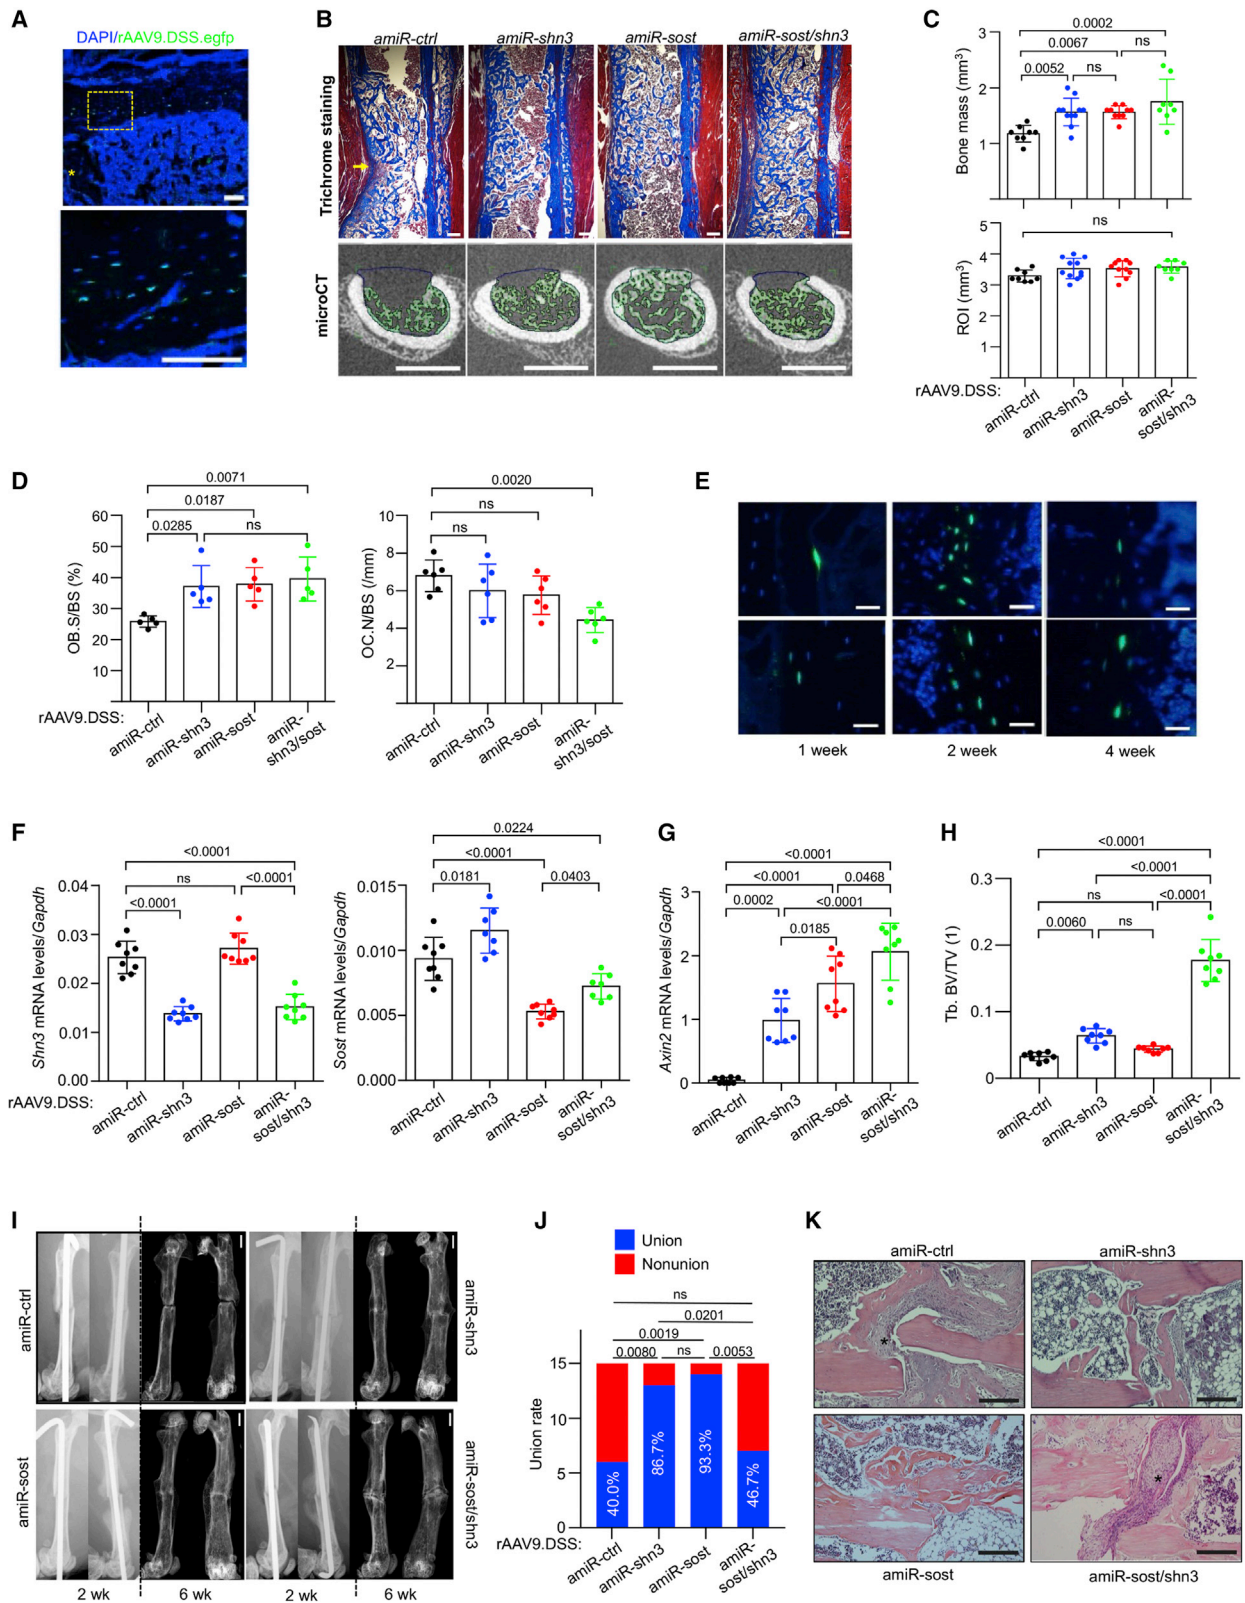 A
DAPI/rAAV9.DSS.egfp
*
B
amiR-ctrl
amiR-shn3
amiR-sost
amiR-sost/shn3
Trichrome staining
microCT
C
0.0002
0.0067
ns
0.0052
ns
3
2
1
Bone mass (mm³)
ns
5
4
3
2
1
ROI (mm³)
rAAV9.DSS:
amiR-ctrl
amiR-shn3
amiR-sost
amiR-
sost/shn3
D
0.0071
0.0187
0.0285
ns
60
50
40
30
20
10
OB.S/BS (%)
rAAV9.DSS:
amiR-ctrl
amiR-shn3
amiR-sost
amiR-
shn3/sost
0.0020
ns
ns
10
8
6
4
2
OC.N/BS (/mm)
amiR-ctrl
amiR-shn3
amiR-sost
amiR-
shn3/sost
E
1 week
2 week
4 week
F
<0.0001
ns
<0.0001
<0.0001
0.04
0.03
0.02
0.01
0.00
Shn3 mRNA levels/Gapdh
rAAV9.DSS:
amiR-ctrl
amiR-shn3
amiR-sost
amiR-
sost/shn3
0.0224
<0.0001
0.0181
0.0403
0.015
0.010
0.005
0.000
Sost mRNA levels/Gapdh
amiR-ctrl
amiR-shn3
amiR-sost
amiR-
sost/shn3
G
<0.0001
<0.0001
0.0468
0.0002
<0.0001
0.0185
3
2
1
0
Axin2 mRNA levels/Gapdh
amiR-ctrl
amiR-shn3
amiR-sost
amiR-
sost/shn3
H
<0.0001
<0.0001
ns
<0.0001
0.0060
ns
0.3
0.2
0.1
0
Tb. BV/TV (1)
amiR-ctrl
amiR-shn3
amiR-sost
amiR-
sost/shn3
I
amiR-ctrl
amiR-shn3
amiR-sost
amiR-sost/shn3
2 wk
6 wk
2 wk
6 wk
J
Union
Nonunion
ns
0.0201
0.0019
0.0080
ns
0.0053
15
10
5
0
Union rate
40.0%
86.7%
93.3%
46.7%
rAAV9.DSS:
amiR-ctrl
amiR-shn3
amiR-sost
amiR-
sost/shn3
K
amiR-ctrl
amiR-shn3
*
*
amiR-sost
amiR-sost/shn3